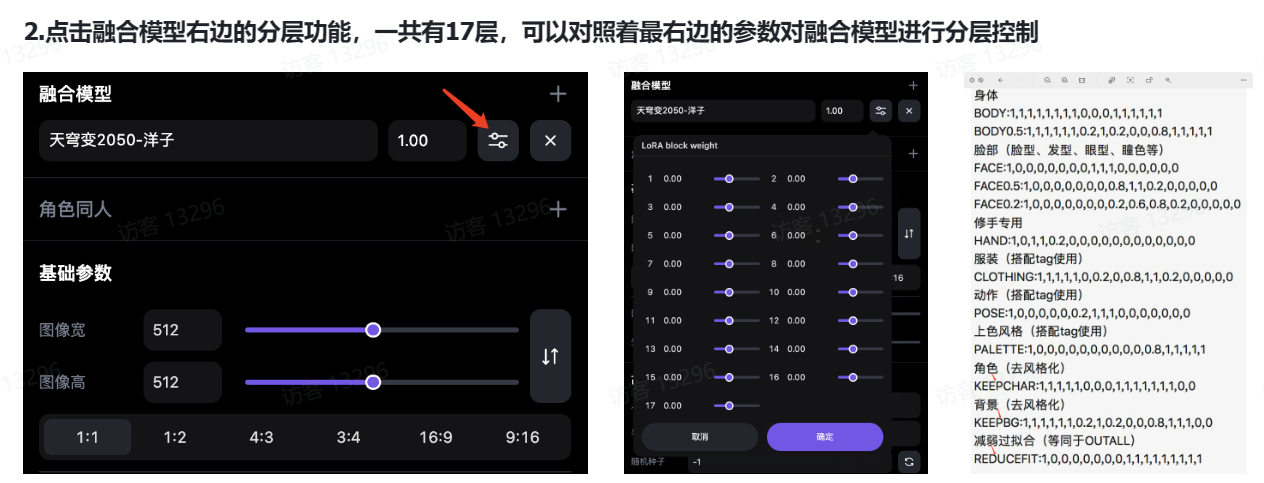 2.点击融合模型右边的分层功能，一共有17层，可以对照着最右边的参数对融合模型进行分层控制
融合模型
天穹变2050-洋子
1.00
角色同人
基础参数
图像宽
512
图像高
512
1:1
1:2
4:3
3:4
16:9
9:16
融合模型
天穹变2050-洋子
1.00
LoRA block weight
1 0.00
2 0.00
3 0.00
4 0.00
5 0.00
6 0.00
7 0.00
8 0.00
9 0.00
10 0.00
11 0.00
12 0.00
13 0.00
14 0.00
15 0.00
16 0.00
17 0.00
:16
取消
确定
随机种子
-1
身体
BODY:1,1,1,1,1,1,1,1,0,0,0,1,1,1,1,1,1
BODY0.5:1,1,1,1,1,1,0.2,1,0.2,0,0,0.8,1,1,1,1,1
脸部（脸型、发型、眼型、瞳色等）
FACE:1,0,0,0,0,0,0,0,1,1,1,0,0,0,0,0,0
FACE0.5:1,0,0,0,0,0,0,0,0.8,1,1,0.2,0,0,0,0,0
FACE0.2:1,0,0,0,0,0,0,0,0.2,0.6,0.8,0.2,0,0,0,0,0
修手专用
HAND:1,0,1,1,0.2,0,0,0,0,0,0,0,0,0,0,0,0
服装（搭配tag使用）
CLOTHING:1,1,1,1,1,0,0.2,0,0.8,1,1,0.2,0,0,0,0,0
动作（搭配tag使用）
POSE:1,0,0,0,0,0,0.2,1,1,1,0,0,0,0,0,0,0
上色风格（搭配tag使用）
PALETTE:1,0,0,0,0,0,0,0,0,0,0,0.8,1,1,1,1,1
角色（去风格化）
KEEPCHAR:1,1,1,1,1,0,0,0,1,1,1,1,1,1,1,0,0
背景（去风格化）
KEEPBG:1,1,1,1,1,1,0.2,1,0.2,0,0,0.8,1,1,1,0,0
减弱过拟合（等同于OUTALL）
REDUCEFIT:1,0,0,0,0,0,0,0,1,1,1,1,1,1,1,1,1
访客 13296